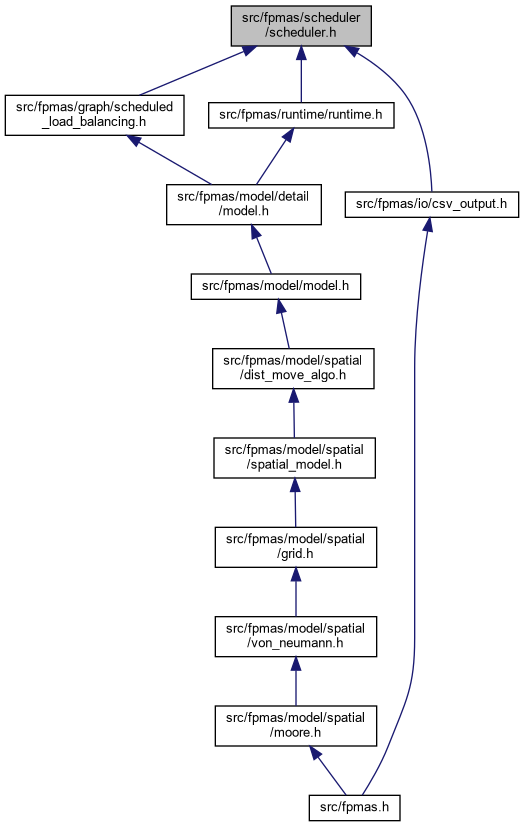 src/fpmas/scheduler
/scheduler.h
src/fpmas/graph/scheduled
_load_balancing.h
src/fpmas/runtime/runtime.h
src/fpmas/model/detail
/model.h
src/fpmas/io/csv_output.h
src/fpmas/model/model.h
src/fpmas/model/spatial
/dist_move_algo.h
src/fpmas/model/spatial
/spatial_model.h
src/fpmas/model/spatial
/grid.h
src/fpmas/model/spatial
/von_neumann.h
src/fpmas/model/spatial
/moore.h
src/fpmas.h